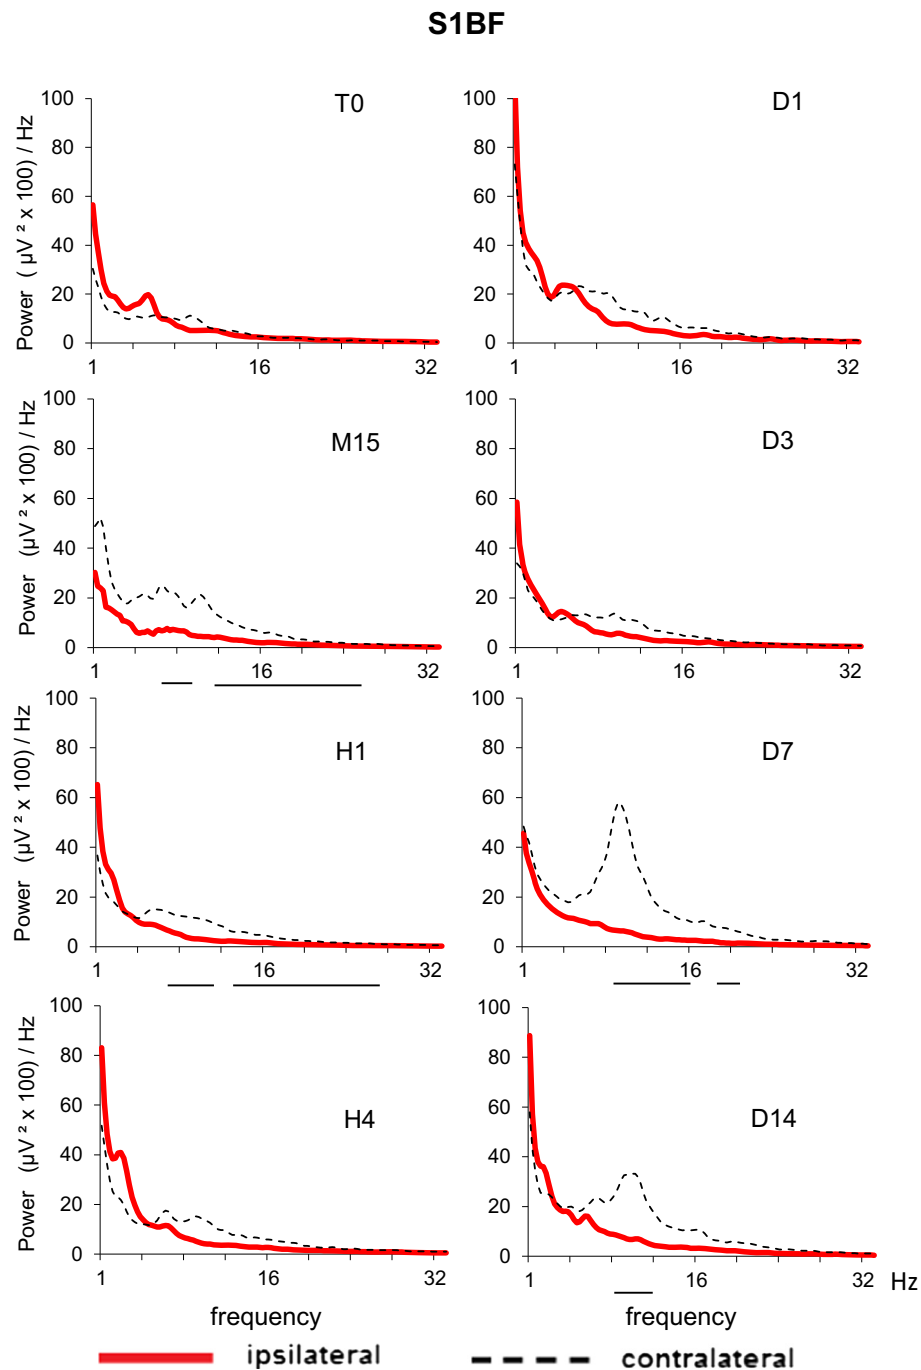 S1BF
T0
Power ( µV ² x 100) / Hz
100
80
60
40
20
0
1 16 32
D1
100
80
60
40
20
0
1 16 32
M15
Power (µV ² x 100) / Hz
100
80
60
40
20
0
1 16 32
D3
100
80
60
40
20
0
1 16 32
H1
Power (µV ² x 100) / Hz
100
80
60
40
20
0
1 16 32
D7
100
80
60
40
20
0
1 16 32
H4
Power (µV ² x 100) / Hz
100
80
60
40
20
0
1 16 32
frequency
D14
100
80
60
40
20
0
1 16 32 Hz
frequency
ipsilateral contralateral